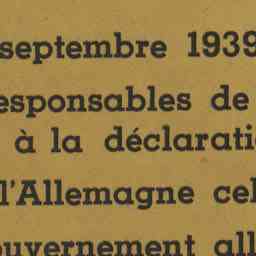 septembre 1939
esponsables de
à la déclarati
l'Allemagne cel
ouvernement all